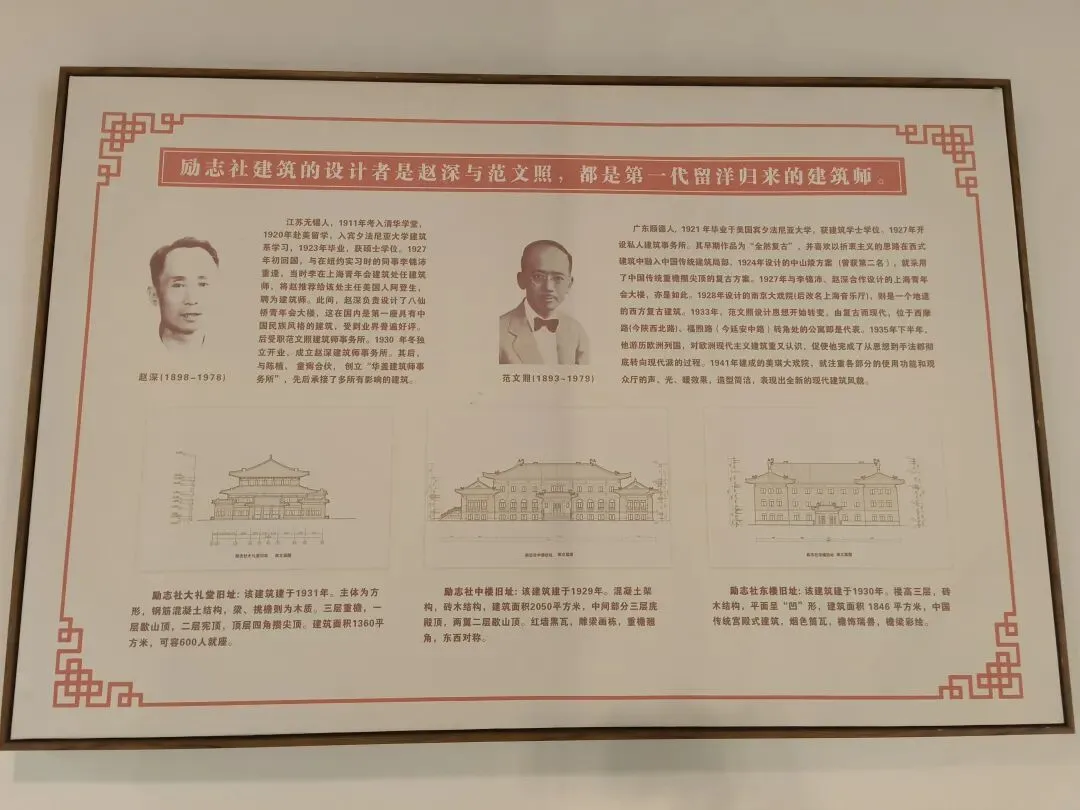 励志社建筑的设计者是赵深与范文照，都是第一代留洋归来的建筑师。
江苏无锡人，1911年考入清华学堂，
1920年赴美留学，入宾夕法尼亚大学建筑
系学习，1923年毕业，获硕士学位。1927
年初回国，与在纽约实习时的同事李锦沛
重逢，当时李在上海青年会建筑处任建筑
师，将赵推荐给该处主任美国人阿登生，
聘为建筑师。此间，赵深负责设计了八仙
桥青年会大楼，这在国内是第一座具有中
国民族风格的建筑，受到业界普遍好评。
后受职范文照建筑师事务所。1930 年冬独
立开业，成立赵深建筑师事务所。其后，
与陈植、童寯合伙，创立“华盖建筑师事
务所”，先后承接了多所有影响的建筑。
赵深(1898-1978)
广东顺德人，1921 年毕业于美国宾夕法尼亚大学，获建筑学士学位。1927年开
设私人建筑事务所。其早期作品为“全然复古”，并喜欢以折衷主义的思路在西式
建筑中融入中国传统建筑局部。1924年设计的中山陵方案（曾获第二名），就采用
了中国传统重檐攒尖顶的复古方案。1927年与李锦沛、赵深合作设计的上海青年
会大楼，亦是如此。1928年设计的南京大戏院(后改名上海音乐厅)，则是一个地道
的西方复古建筑。1933年，范文照设计思想开始转变，由复古而现代，位于西摩
路(今陕西北路)、福煦路（今延安中路）转角处的公寓即是代表。1935年下半年，
他游历欧洲列国，对欧洲现代主义建筑重又认识，促使他完成了从思想到手法都彻
底转向现代派的过程。1941年建成的美琪大戏院，就注重各部分的使用功能和观
众厅的声、光、暖效果，造型简洁，表现出全新的现代建筑风貌。
范文照(1893-1979)
励志社大礼堂旧址: 该建筑建于1931年。主体为方
形，钢筋混凝土结构，梁、挑檐则为木质。三层重檐，一
层歇山顶，二层宪顶，顶层四角攒尖顶。建筑面积1360平
方米，可容600人就座。
励志社中楼旧址: 该建筑建于1929年。混凝土架
构，砖木结构，建筑面积2050平方米，中间部分三层庑
殿顶，两翼二层歇山顶。红墙黑瓦，雕梁画栋，重檐翘
角，东西对称。
励志社东楼旧址: 该建筑建于1930年。楼高三层，砖
木结构，平面呈“凹”形，建筑面积 1846 平方米，中国
传统宫殿式建筑，烟色筒瓦，檐饰瑞兽，檐梁彩绘。